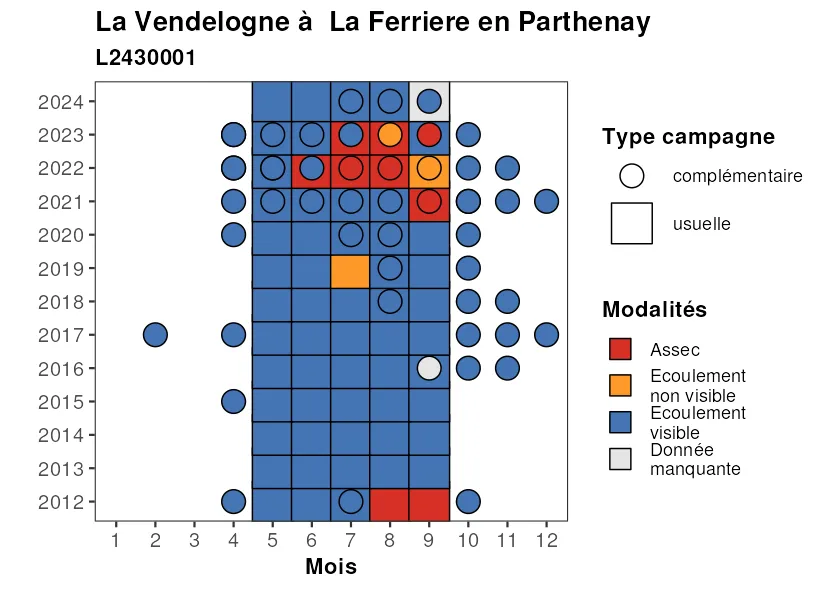 La Vendelogne à  La Ferriere en Parthenay
L2430001
2024
2023
2022
2021
2020
2019
2018
2017
2016
2015
2014
2013
2012
1 2 3 4 5 6 7 8 9 10 11 12
Mois
Type campagne
complémentaire
usuelle
Modalités
Assec
Ecoulement
non visible
Ecoulement
visible
Donnée
manquante